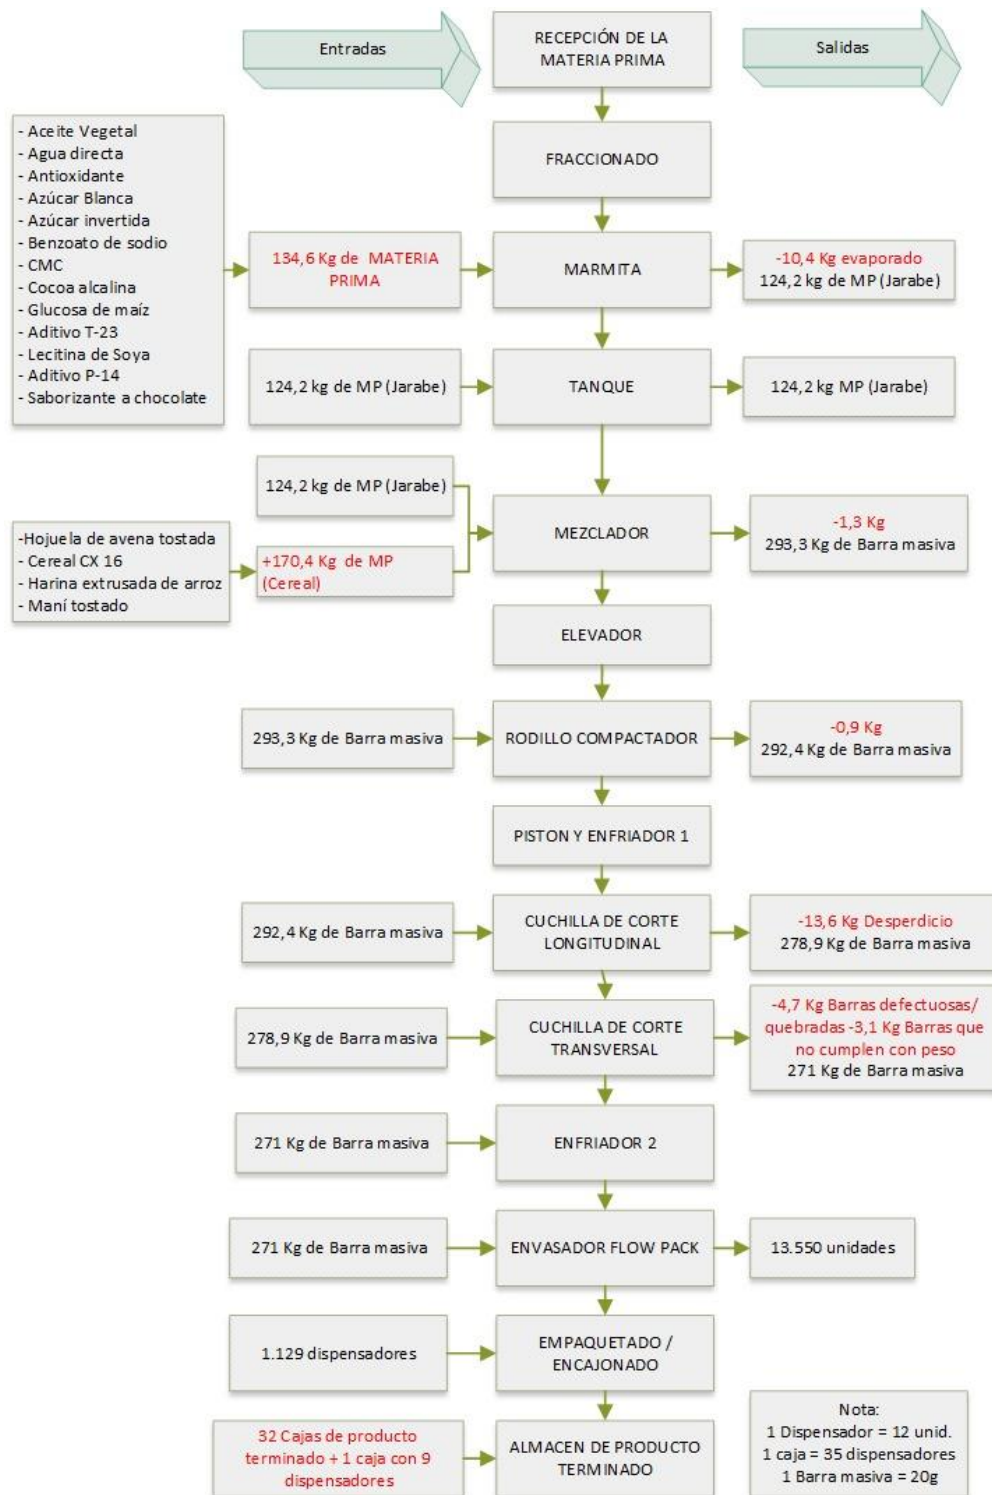 Entradas
RECEPCIÓN DE LA
MATERIA PRIMA
Salidas
- Aceite Vegetal
- Agua directa
- Antioxidante
- Azúcar Blanca
- Azúcar invertida
- Benzoato de sodio
- CMC
- Cocoa alcalina
- Glucosa de maíz
- Aditivo T-23
- Lecitina de Soya
- Aditivo P-14
- Saborizante a chocolate
FRACCIONADO
134,6 Kg de MATERIA
PRIMA
MARMITA
-10,4 Kg evaporado
124,2 kg de MP (Jarabe)
124,2 kg de MP (Jarabe)
TANQUE
124,2 kg MP (Jarabe)
124,2 kg de MP (Jarabe)
-Hojuela de avena tostada
- Cereal CX 16
- Harina extrusada de arroz
- Maní tostado
+170,4 Kg de MP
(Cereal)
MEZCLADOR
-1,3 Kg
293,3 Kg de Barra masiva
ELEVADOR
293,3 Kg de Barra masiva
RODILLO COMPACTADOR
-0,9 Kg
292,4 Kg de Barra masiva
PISTON Y ENFRIADOR 1
292,4 Kg de Barra masiva
CUCHILLA DE CORTE
LONGITUDINAL
-13,6 Kg Desperdicio
278,9 Kg de Barra masiva
278,9 Kg de Barra masiva
CUCHILLA DE CORTE
TRANSVERSAL
-4,7 Kg Barras defectuosas/
quebradas -3,1 Kg Barras que
no cumplen con peso
271 Kg de Barra masiva
271 Kg de Barra masiva
ENFRIADOR 2
271 Kg de Barra masiva
ENVASADOR FLOW PACK
13.550 unidades
1.129 dispensadores
EMPAQUETADO /
ENCAJONADO
32 Cajas de producto
terminado + 1 caja con 9
dispensadores
ALMACEN DE PRODUCTO
TERMINADO
Nota:
1 Dispensador = 12 unid.
1 caja = 35 dispensadores
1 Barra masiva = 20g